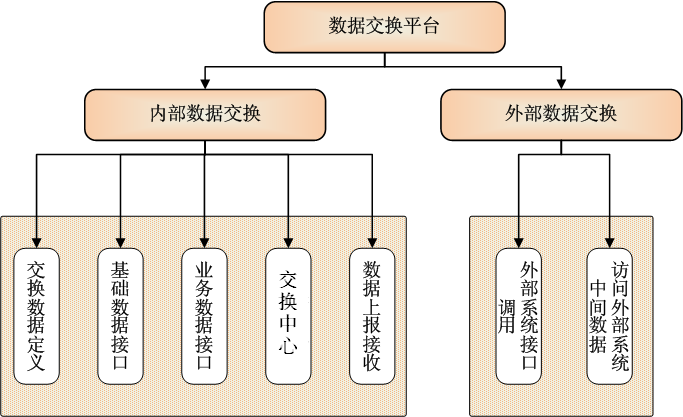 数据交换平台
内部数据交换
外部数据交换
交换数据定义
基础数据接口
业务数据接口
交换中心
数据上报接收
外部系统接口
调用
访问外部系统
中间数据